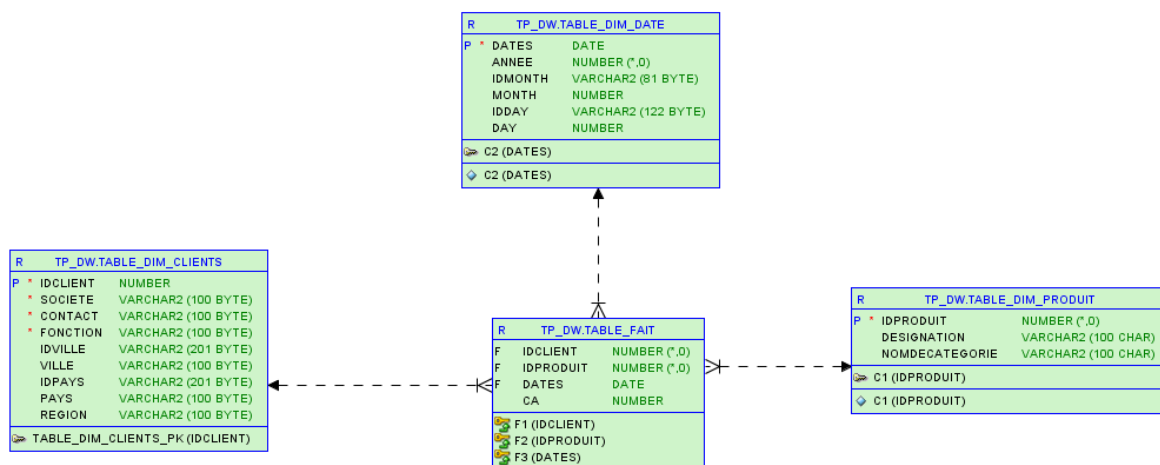 R TP_DW.TABLE_DIM_DATE
P * DATES DATE
ANNEE NUMBER (*,0)
IDMONTH VARCHAR2 (81 BYTE)
MONTH NUMBER
IDDAY VARCHAR2 (122 BYTE)
DAY NUMBER
C2 (DATES)
C2 (DATES)
R TP_DW.TABLE_DIM_CLIENTS
P * IDCLIENT NUMBER
* SOCIETE VARCHAR2 (100 BYTE)
* CONTACT VARCHAR2 (100 BYTE)
* FONCTION VARCHAR2 (100 BYTE)
IDVILLE VARCHAR2 (201 BYTE)
VILLE VARCHAR2 (100 BYTE)
IDPAYS VARCHAR2 (201 BYTE)
PAYS VARCHAR2 (100 BYTE)
REGION VARCHAR2 (100 BYTE)
TABLE_DIM_CLIENTS_PK (IDCLIENT)
R TP_DW.TABLE_FAIT
F IDCLIENT NUMBER (*,0)
F IDPRODUIT NUMBER (*,0)
F DATES DATE
CA NUMBER
F1 (IDCLIENT)
F2 (IDPRODUIT)
F3 (DATES)
R TP_DW.TABLE_DIM_PRODUIT
P * IDPRODUIT NUMBER (*,0)
DESIGNATION VARCHAR2 (100 CHAR)
NOMDECATEGORIE VARCHAR2 (100 CHAR)
C1 (IDPRODUIT)
C1 (IDPRODUIT)